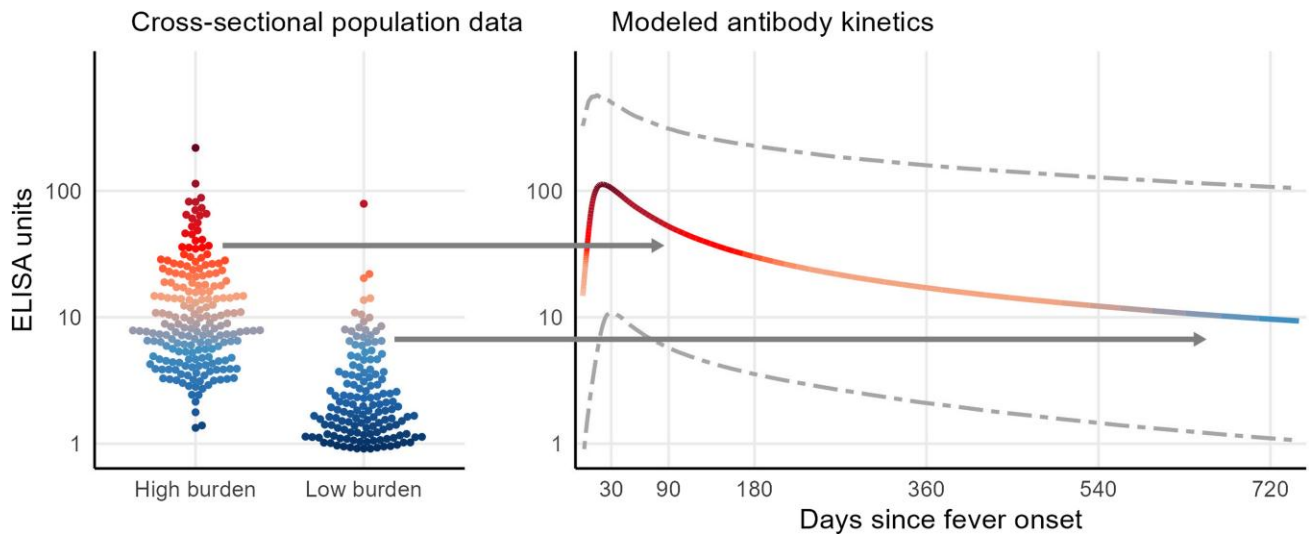 Cross-sectional population data
Modeled antibody kinetics
ELISA units
100
10
1
High burden
Low burden
100
10
1
30
90
180
360
540
720
Days since fever onset